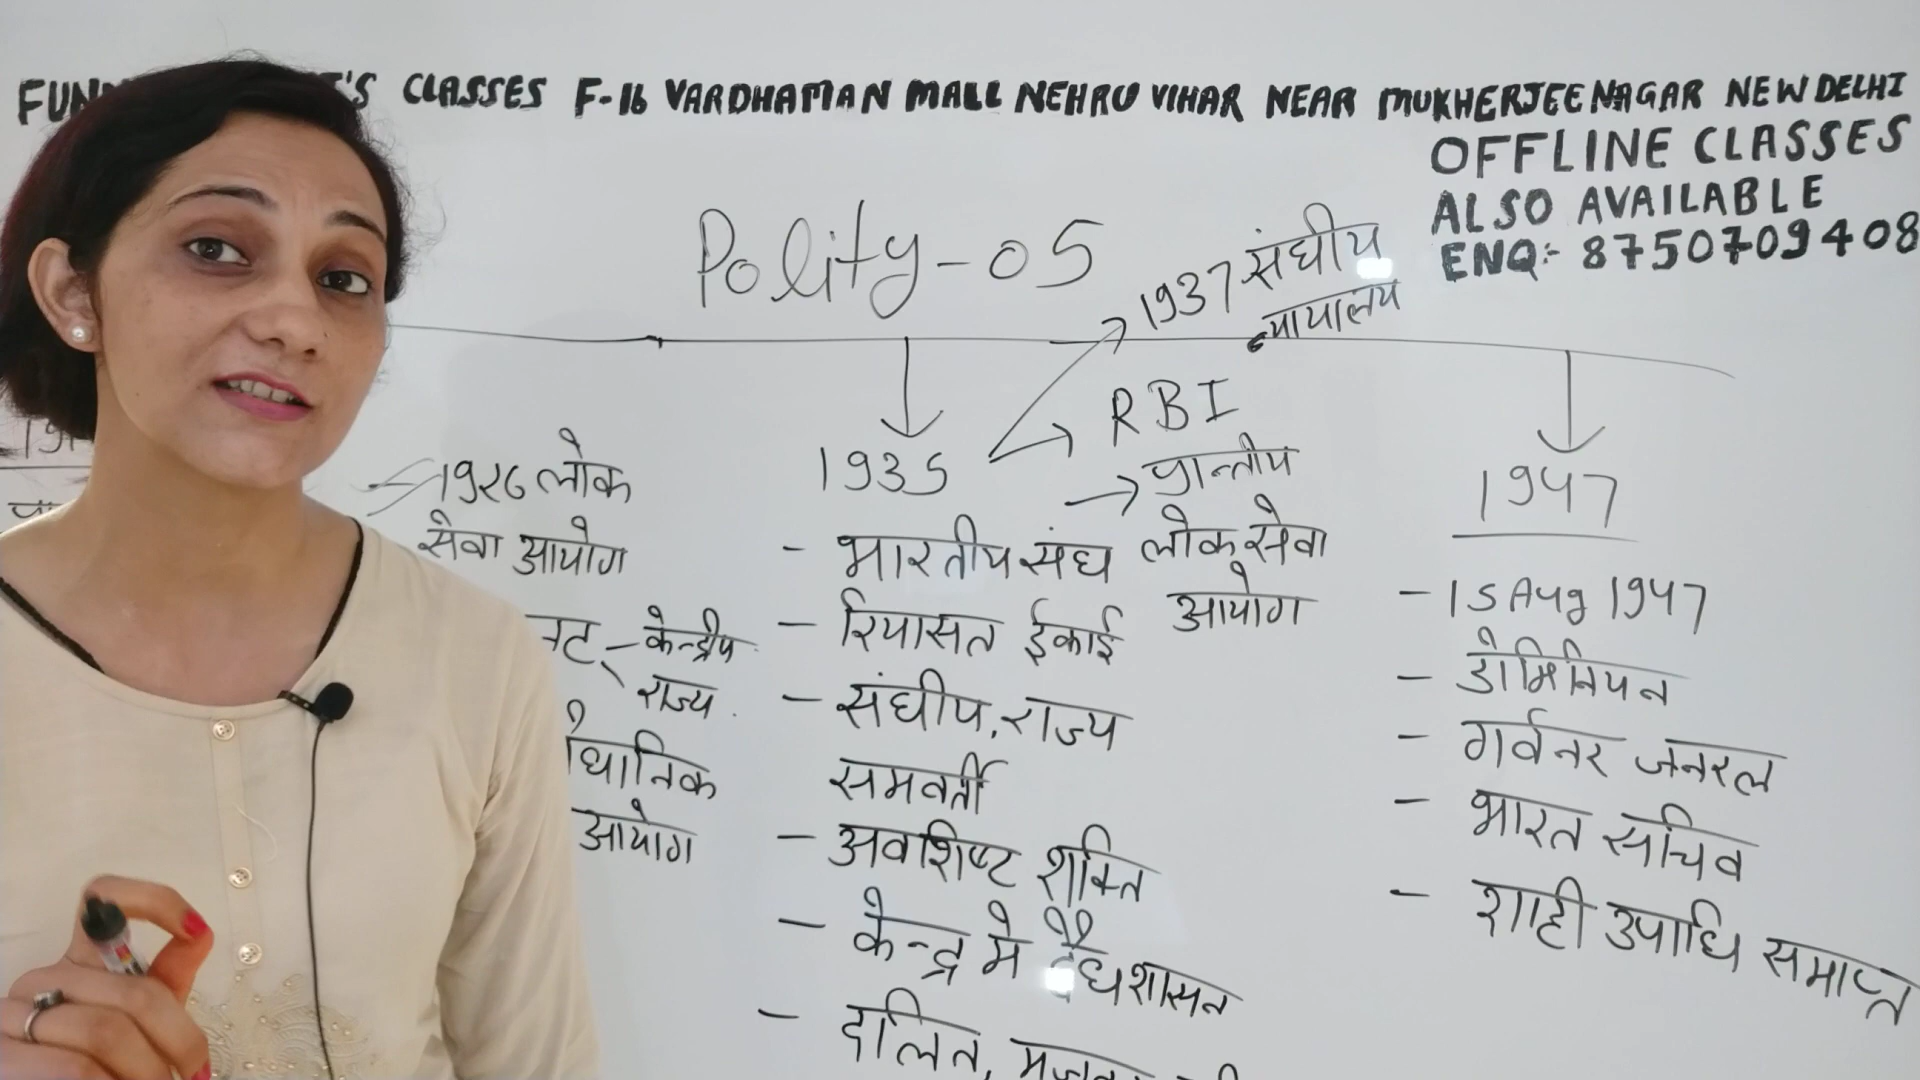 CLASSES F-16 VARDHAMAN MALL NEHRU VIHAR NEAR MUKHERJEE NAGAR NEW DELHI
OFFLINE CLASSES
ALSO AVAILABLE
ENQ:- 8750709408
Polity-05
1937 संघीय
न्यायालय
1926 लोक
सेवा आयोग
केन्द्रीय
राज्य
आयोग
1935
- भारतीय संघ
- रियासत ईकाई
- संघीय, राज्य
समवर्ती
- अवशिष्ट शक्ति
- केन्द्र मे द्वैधशासन
- दलित,
→ RBI
→ प्रान्तीय
लोक सेवा
आयोग
1947
- 15 Aug 1947
- डोमिनियन
- गर्वनर जनरल
- भारत सचिव
- शाही उपाधि समाप्त